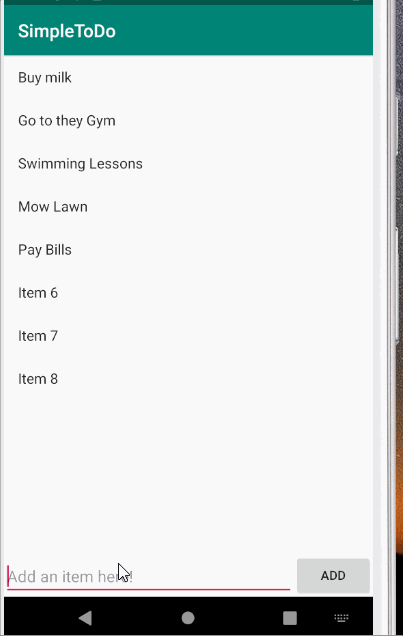 SimpleToDo
Buy milk
Go to they Gym
Swimming Lessons
Mow Lawn
Pay Bills
Item 6
Item 7
Item 8
Add an item here!
ADD